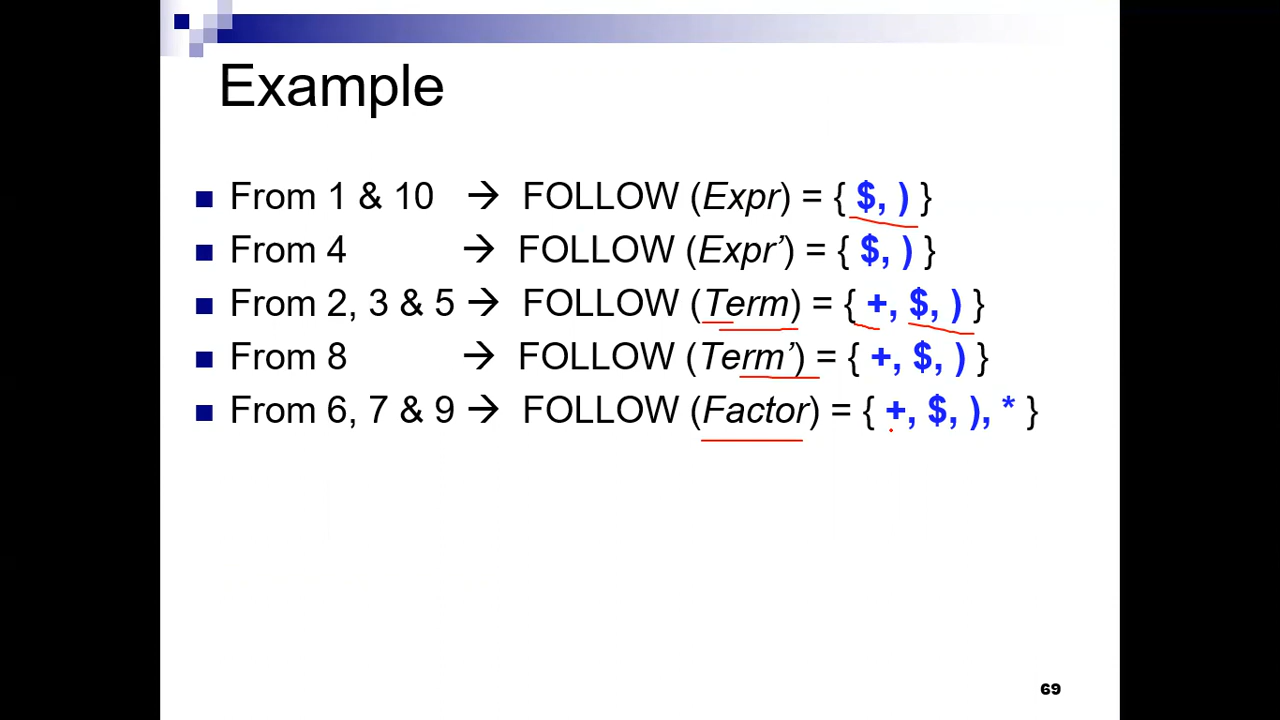 Example
From 1 & 10 → FOLLOW (Expr) = { $, ) }
From 4 → FOLLOW (Expr’) = { $, ) }
From 2, 3 & 5 → FOLLOW (Term) = { +, $, ) }
From 8 → FOLLOW (Term’) = { +, $, ) }
From 6, 7 & 9 → FOLLOW (Factor) = { +, $, ), * }
69